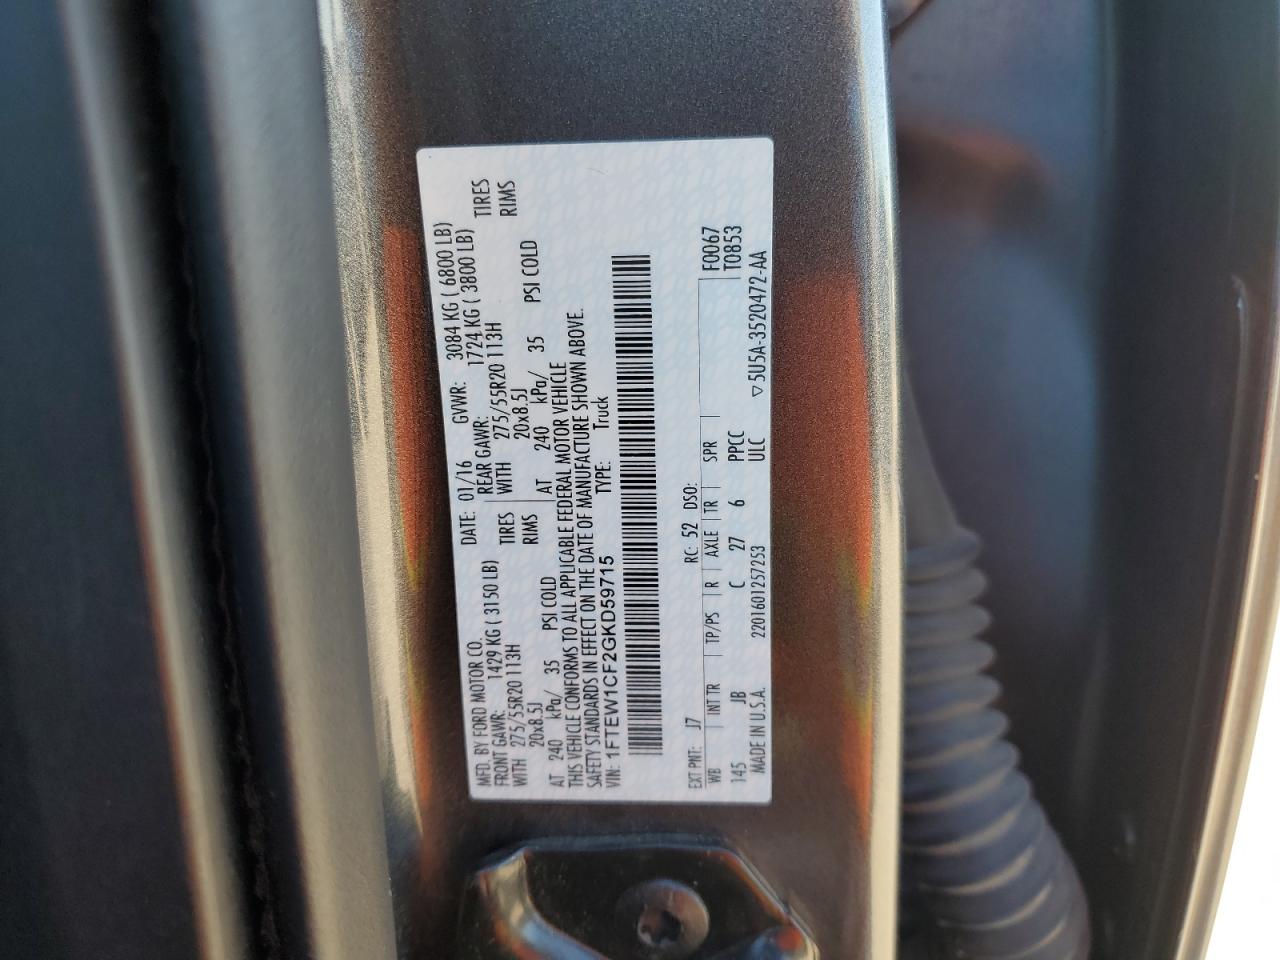 MFD. BY FORD MOTOR CO. DATE: 01/16 GVWR: 3084 KG ( 6800 LB)
FRONT GAWR: 1429 KG ( 3150 LB) REAR GAWR: 1724 KG ( 3800 LB)
WITH 275/55R20 113H TIRES WITH 275/55R20 113H TIRES
20x8.5J RIMS 20x8.5J RIMS
AT 240 kPa/ 35 PSI COLD AT 240 kPa/ 35 PSI COLD
THIS VEHICLE CONFORMS TO ALL APPLICABLE FEDERAL MOTOR VEHICLE
SAFETY STANDARDS IN EFFECT ON THE DATE OF MANUFACTURE SHOWN ABOVE.
VIN: 1FTEW1CF2GKD59715 TYPE: Truck
EXT PNT: J7 RC: 52 DSO: F0067
WB INT TR TP/PS R AXLE TR SPR T0853
145 JB C 27 6 PPCC
MADE IN U.S.A. 2201601257253 ULC ▽5U5A-3520472-AA